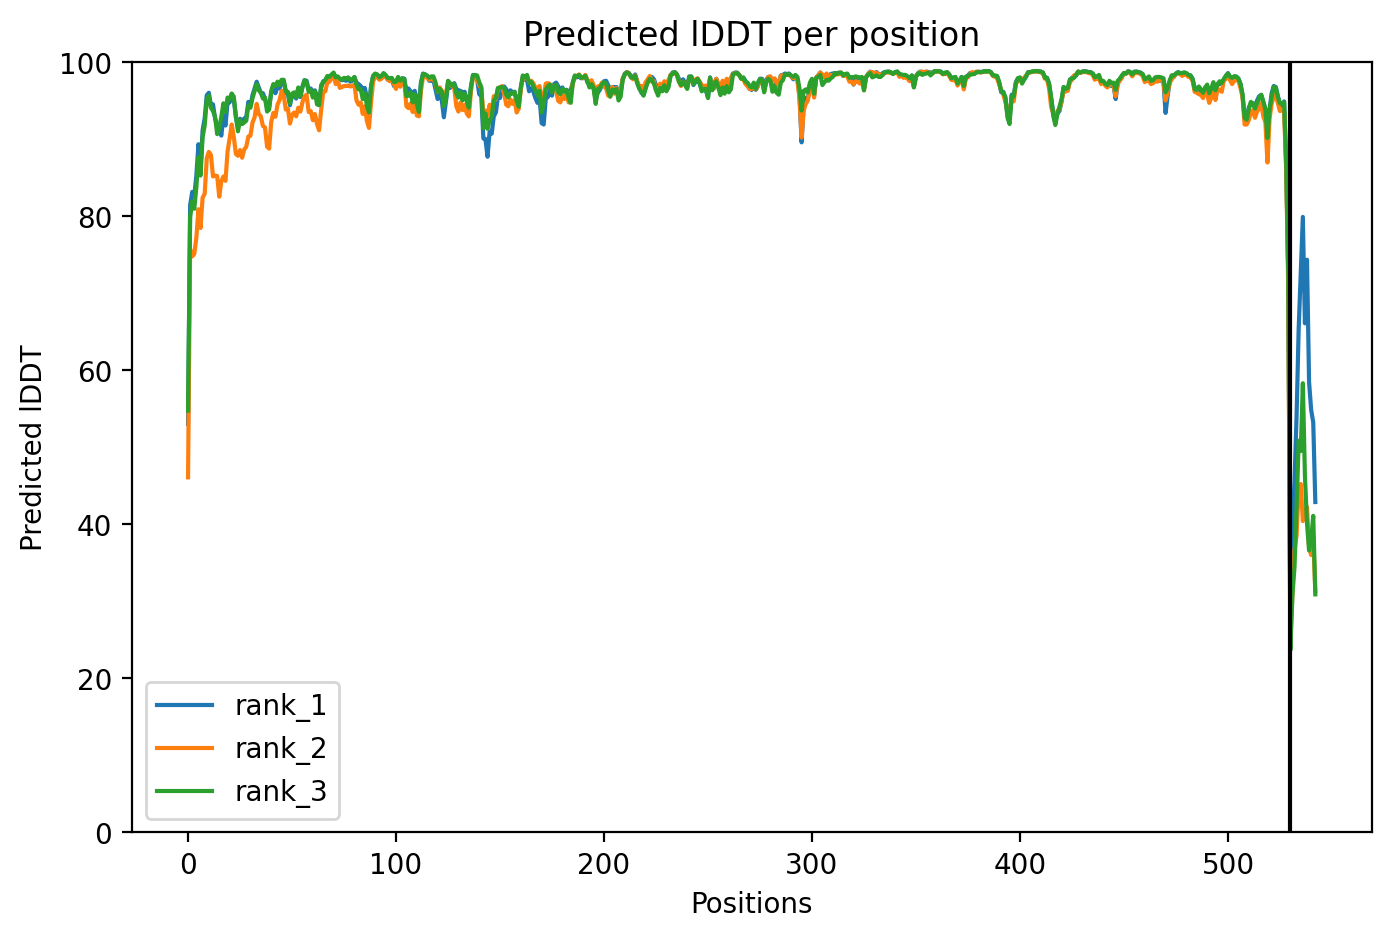 Predicted lDDT per position
100
80
60
40
20
0
Predicted lDDT
rank_1
rank_2
rank_3
0 100 200 300 400 500
Positions